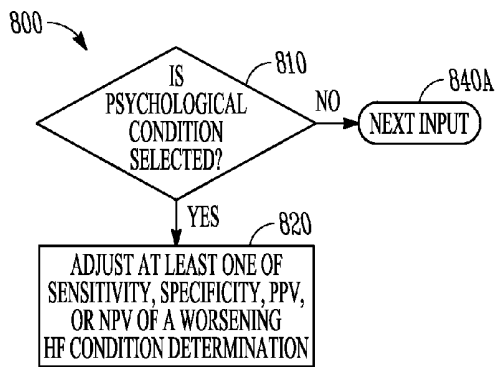 800
810
840A
IS
PSYCHOLOGICAL
CONDITION
SELECTED?
NO
NEXT INPUT
YES
820
ADJUST AT LEAST ONE OF
SENSITIVITY, SPECIFICITY, PPV,
OR NPV OF A WORSENING
HF CONDITION DETERMINATION